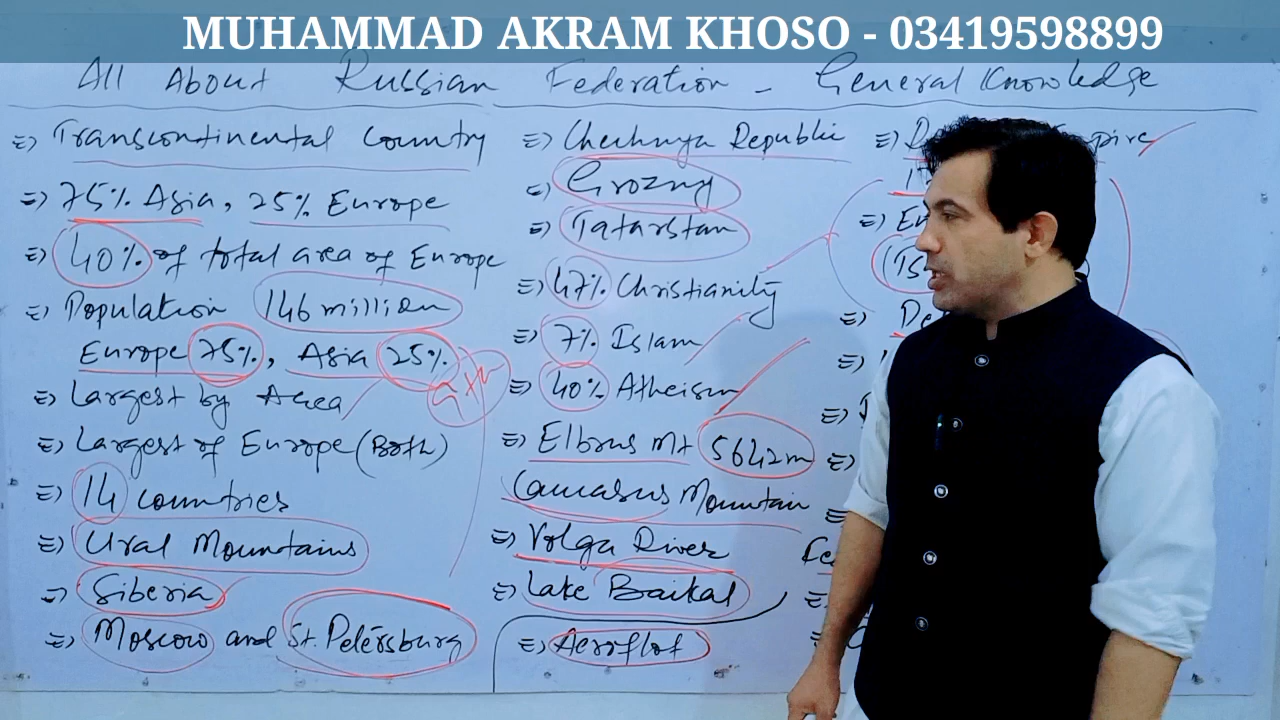 MUHAMMAD AKRAM KHOSO - 03419598899
All About Russian Federation - General Knowledge
=) Transcontinental Country
=) 75% Asia, 25% Europe
=) 40% of total area of Europe
=) Population 146 million
Europe 75%, Asia 25%.
=) Largest by Area
=) Largest of Europe (Both)
=) 14 countries
=) Ural Mountains
=) Siberia
=) Moscow and St. Petersburg
=) Chechnya Republic
=) Grozny
=) Tatarstan
=) 47% Christianity
=) 7% Islam
=) 40% Atheism
=) Elbrus Mt 5642m
Caucasus Mountain
=) Volga River
=) Lake Baikal
=) Aeroflot